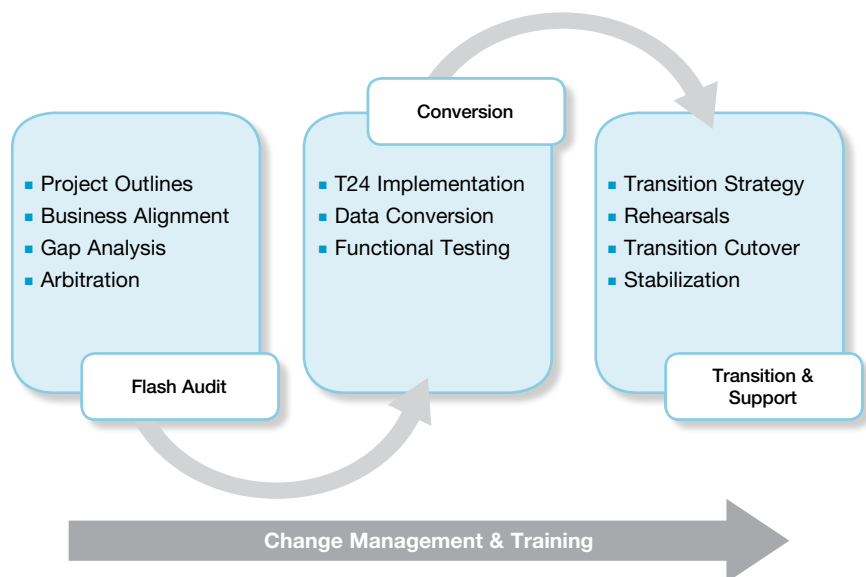 Conversion
Project Outlines
Business Alignment
Gap Analysis
Arbitration
Flash Audit
T24 Implementation
Data Conversion
Functional Testing
Transition Strategy
Rehearsals
Transition Cutover
Stabilization
Transition &
Support
Change Management & Training